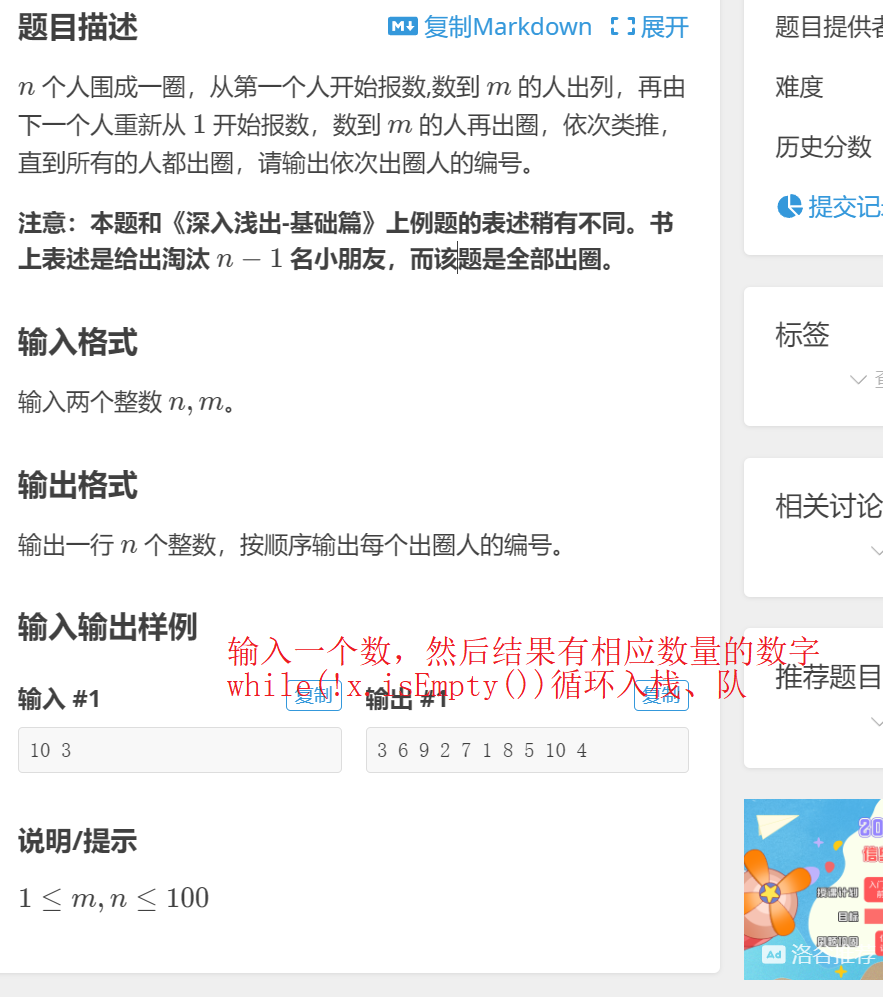 题目描述
复制Markdown 展开
n 个人围成一圈，从第一个人开始报数,数到 m 的人出列，再由
下一个人重新从 1 开始报数，数到 m 的人再出圈，依次类推，
直到所有的人都出圈，请输出依次出圈人的编号。
注意：本题和《深入浅出-基础篇》上例题的表述稍有不同。书
上表述是给出淘汰 n − 1 名小朋友，而该题是全部出圈。
输入格式
输入两个整数 n, m。
输出格式
输出一行 n 个整数，按顺序输出每个出圈人的编号。
输入输出样例
输入一个数，然后结果有相应数量的数字
while(!x.isEmpty())循环入栈、队
输入 #1 复制 输出 #1 复制
10 3
3 6 9 2 7 1 8 5 10 4
说明/提示
1 ≤ m, n ≤ 100
题目提供者
难度
历史分数
提交记
标签
相关讨论
推荐题目
20
授课计划
目标
Ad 洛谷推荐